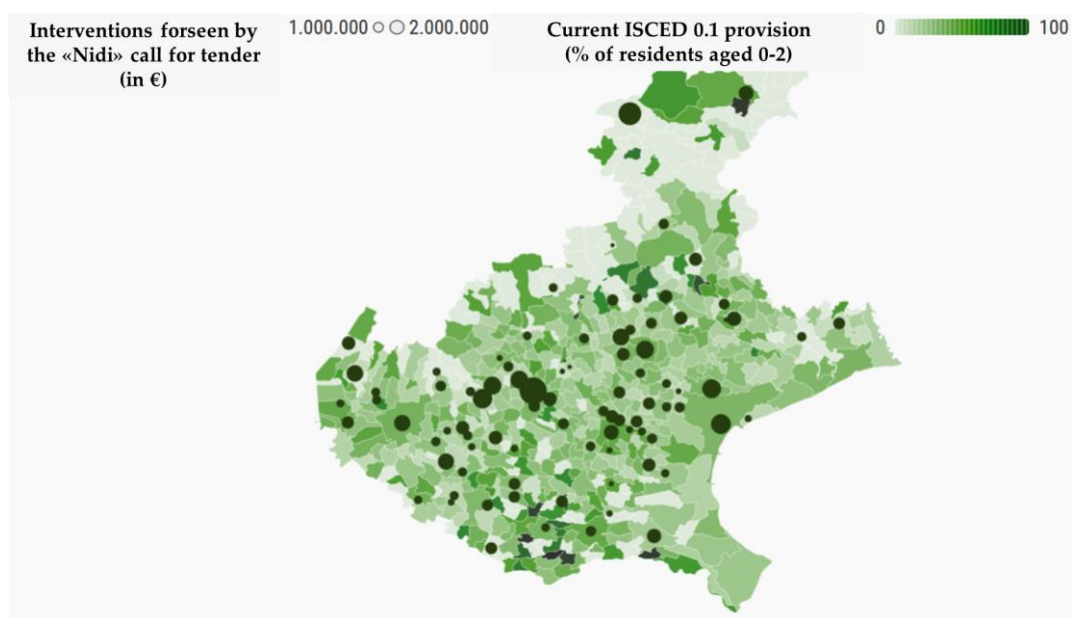 Interventions forseen by
the «Nidi» call for tender
(in €)
1.000.000 2.000.000
Current ISCED 0.1 provision
(% of residents aged 0-2)
0 100